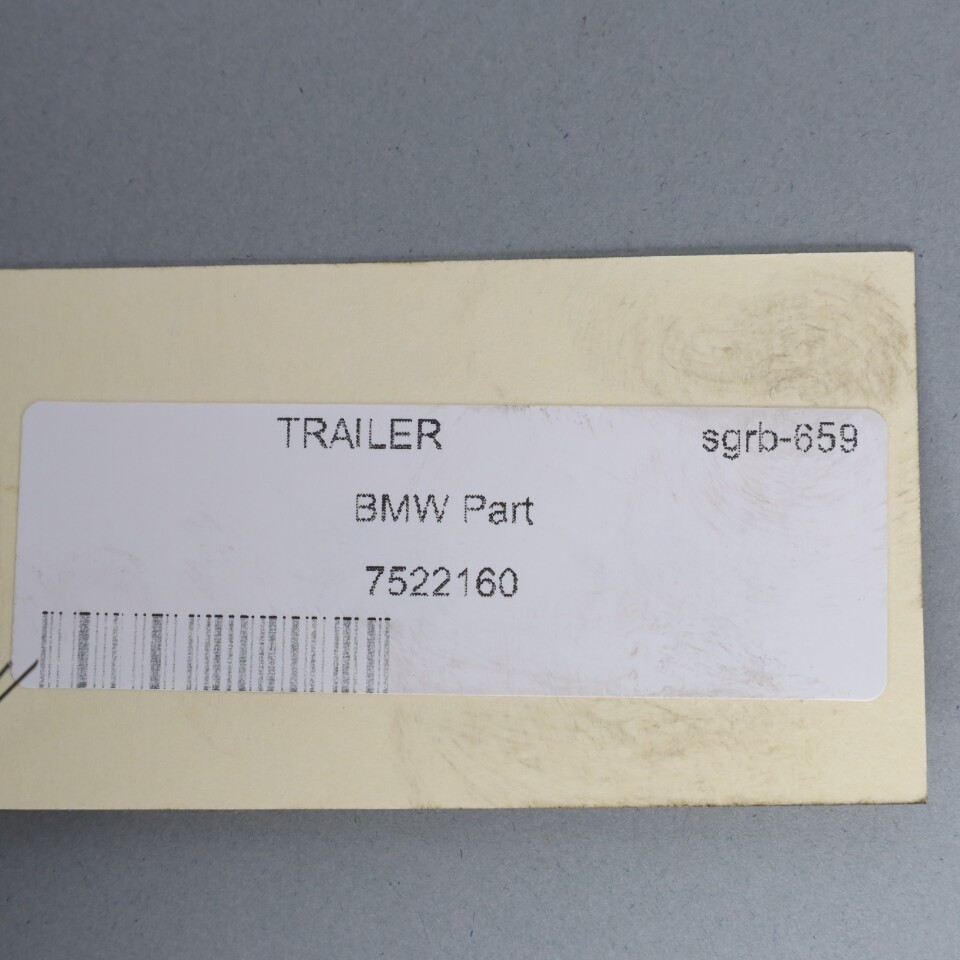 TRAILER sgrb-659
BMW Part
7522160